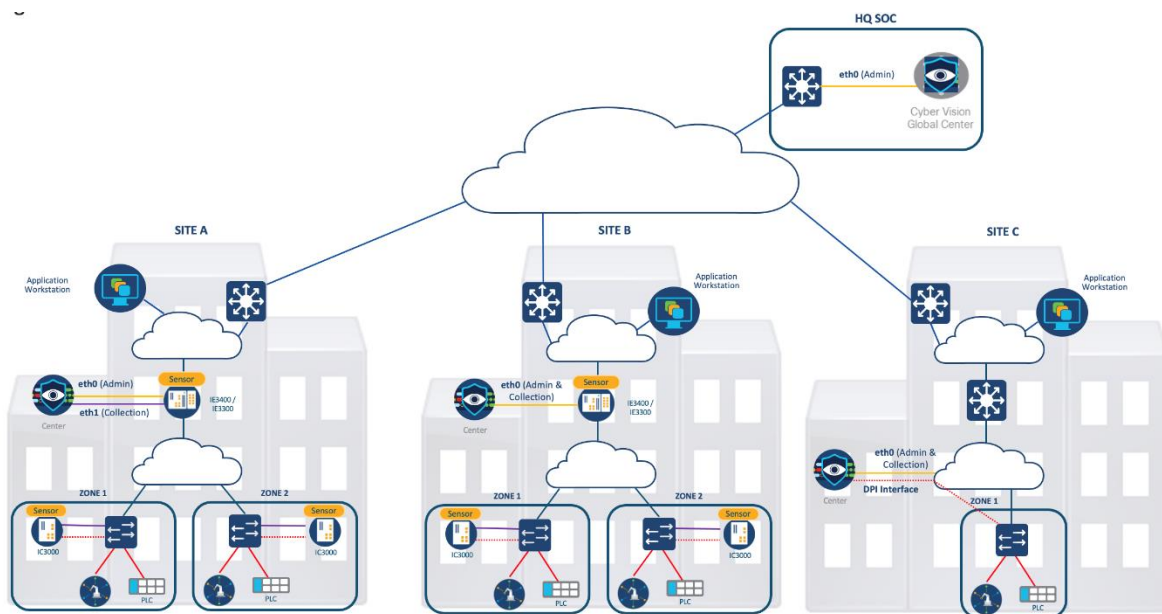 HQ SOC
eth0 (Admin)
Cyber Vision
Global Center
SITE A
Application
Workstation
Sensor
eth0 (Admin)
IE3400 /
IE3300
eth1 (Collection)
Center
ZONE 1
Sensor
IC3000
PLC
ZONE 2
Sensor
IC3000
PLC
SITE B
Application
Workstation
Sensor
eth0 (Admin &
Collection)
IE3400 /
IE3300
Center
ZONE 1
Sensor
IC3000
PLC
ZONE 2
Sensor
IC3000
PLC
SITE C
Application
Workstation
eth0 (Admin &
Collection)
DPI Interface
Center
ZONE 1
PLC